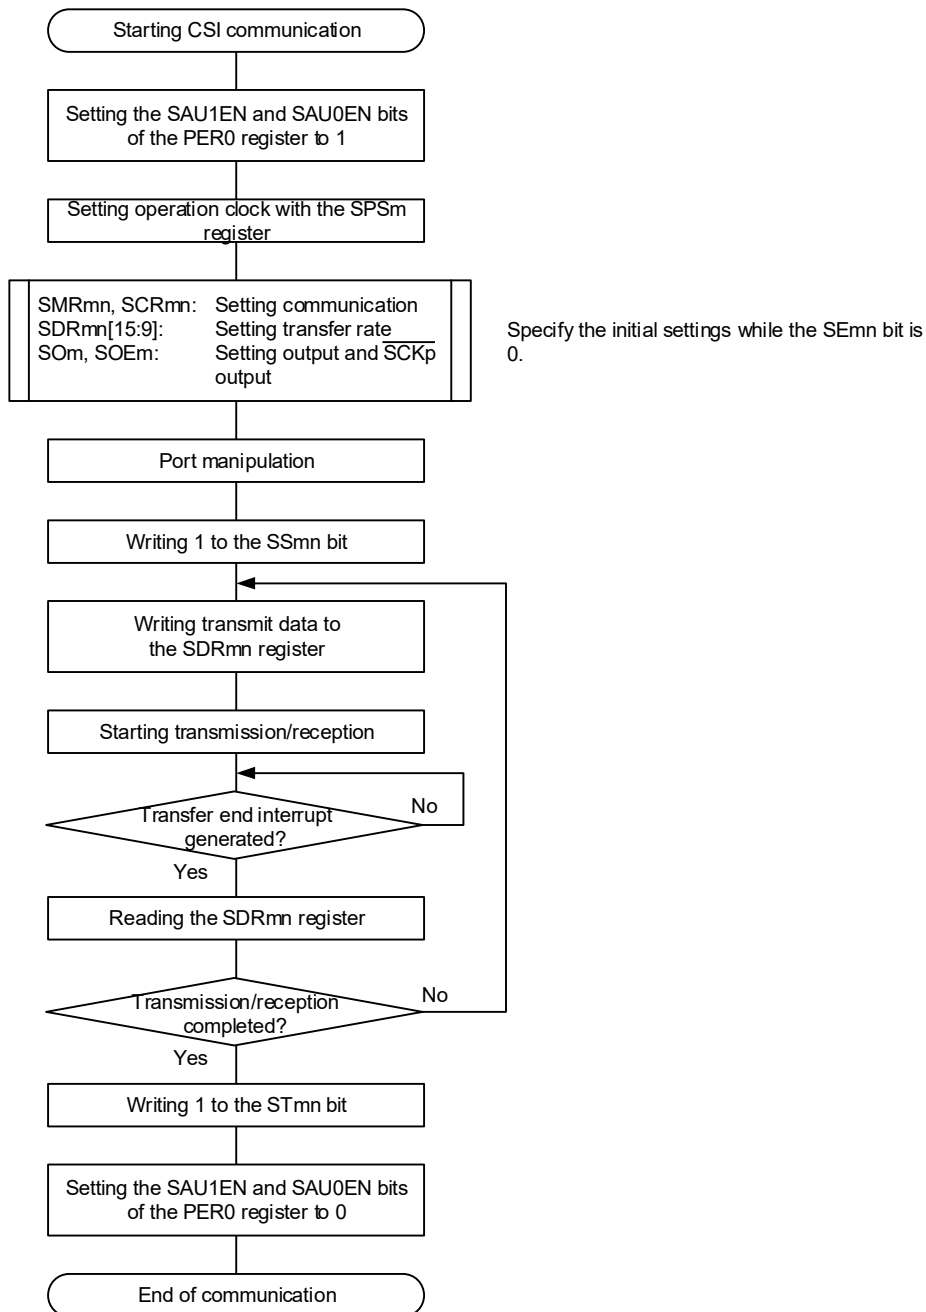 Starting CSI communication
Setting the SAU1EN and SAU0EN bits
of the PER0 register to 1
Setting operation clock with the SPSm
register
SMRmn, SCRmn: Setting communication
SDRmn[15:9]: Setting transfer rate
SOm, SOEm: Setting output and SCKp
output
Specify the initial settings while the SEmn bit is
0.
Port manipulation
Writing 1 to the SSmn bit
Writing transmit data to
the SDRmn register
Starting transmission/reception
Transfer end interrupt
generated?
No
Yes
Reading the SDRmn register
Transmission/reception
completed?
No
Yes
Writing 1 to the STmn bit
Setting the SAU1EN and SAU0EN bits
of the PER0 register to 0
End of communication